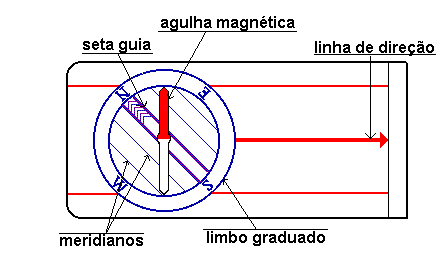 agulha magnética
seta guia
linha de direção
N
E
W
S
meridianos
limbo graduado